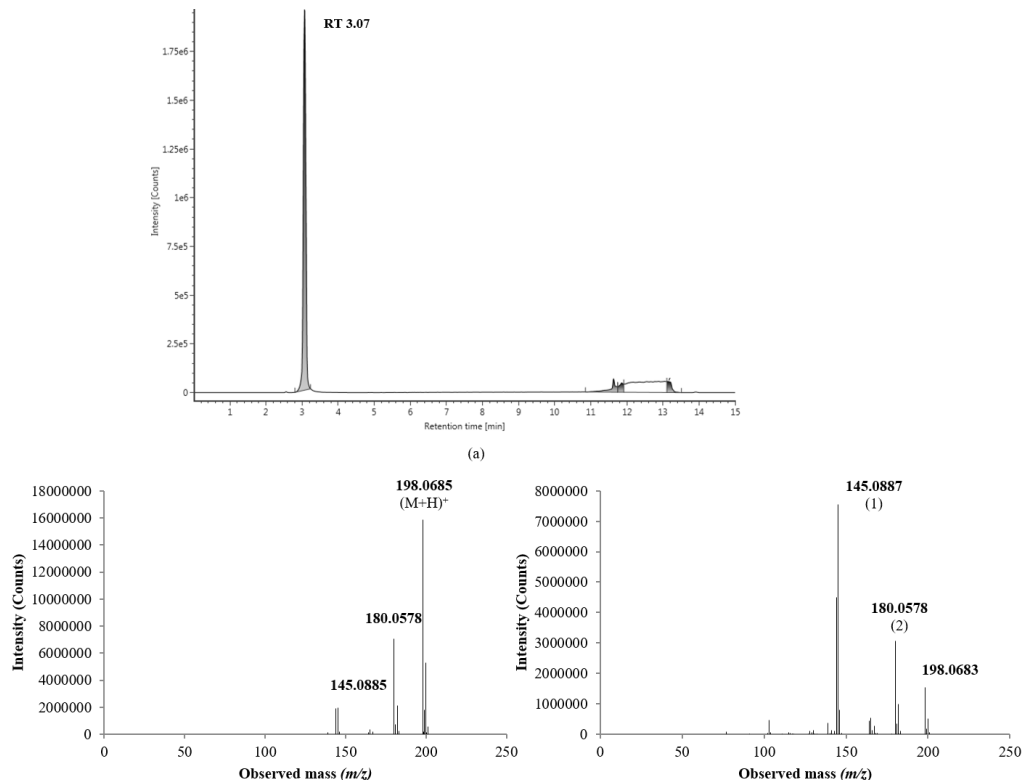 RT 3.07
Intensity [Counts]
1.75e6
1.5e6
1.25e6
1e6
7.5e5
5e5
2.5e5
0
1 2 3 4 5 6 7 8 9 10 11 12 13 14 15
Retention time [min]
(a)
198.0685
(M+H)+
180.0578
145.0885
Intensity (Counts)
18000000
16000000
14000000
12000000
10000000
8000000
6000000
4000000
2000000
0
0 50 100 150 200 250
Observed mass (m/z)
145.0887
(1)
180.0578
(2)
198.0683
Intensity (Counts)
8000000
7000000
6000000
5000000
4000000
3000000
2000000
1000000
0
0 50 100 150 200 250
Observed mass (m/z)